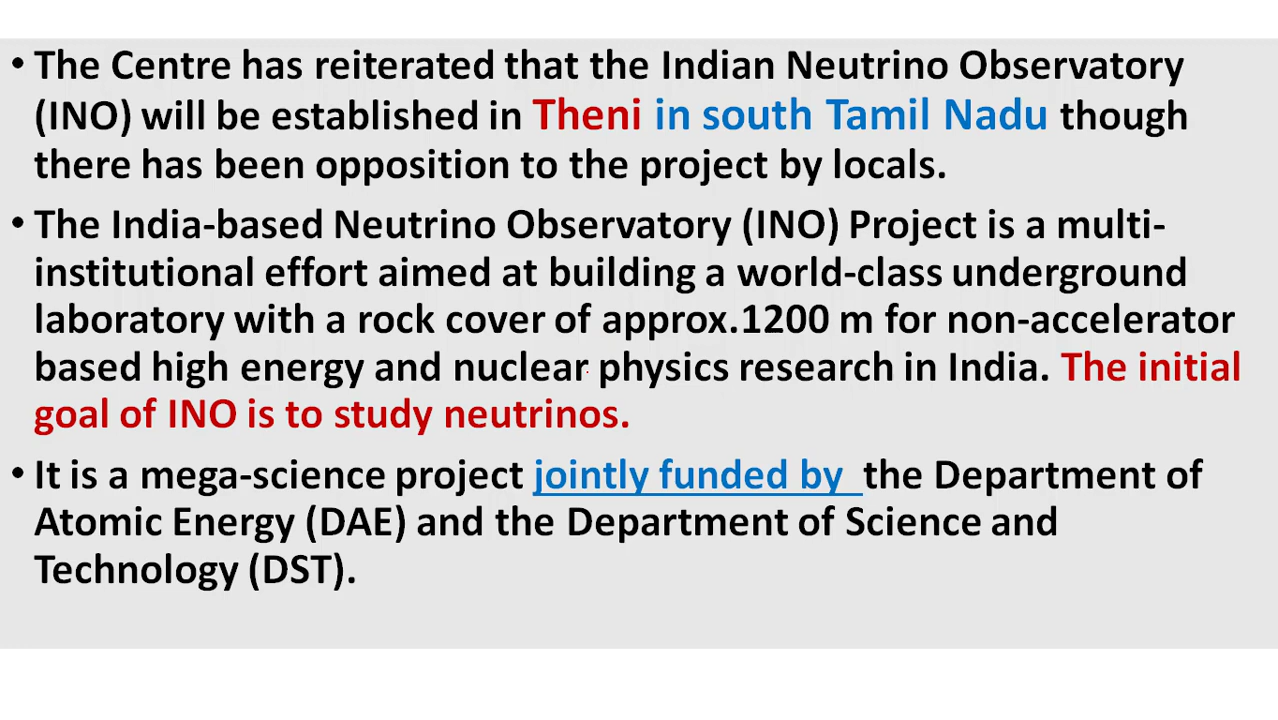 • The Centre has reiterated that the Indian Neutrino Observatory
(INO) will be established in Theni in south Tamil Nadu though
there has been opposition to the project by locals.
• The India-based Neutrino Observatory (INO) Project is a multi-
institutional effort aimed at building a world-class underground
laboratory with a rock cover of approx.1200 m for non-accelerator
based high energy and nuclear physics research in India. The initial
goal of INO is to study neutrinos.
• It is a mega-science project jointly funded by the Department of
Atomic Energy (DAE) and the Department of Science and
Technology (DST).